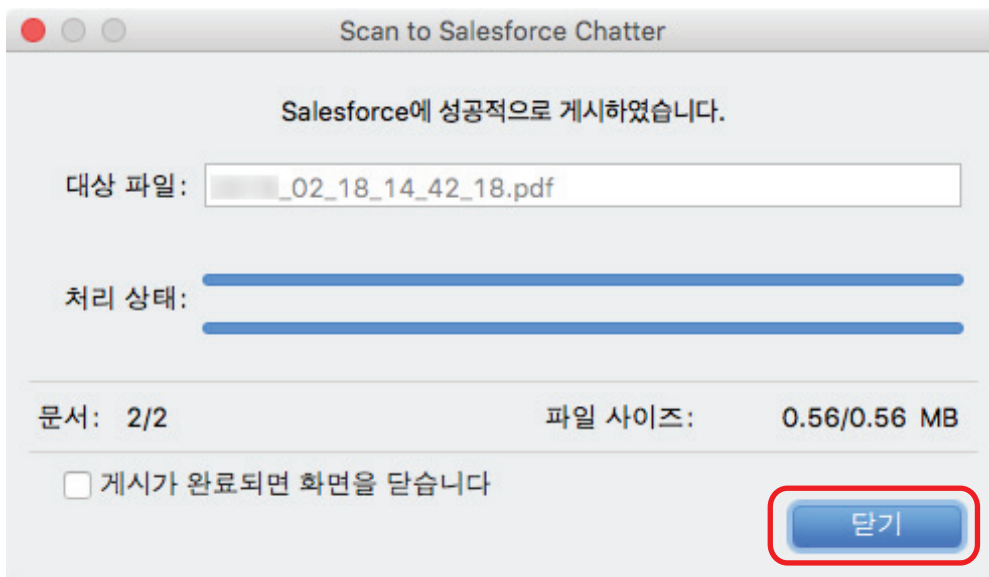 Scan to Salesforce Chatter
Salesforce에 성공적으로 게시하였습니다.
대상 파일: _02_18_14_42_18.pdf
처리 상태:
문서: 2/2 파일 사이즈: 0.56/0.56 MB
게시가 완료되면 화면을 닫습니다
닫기